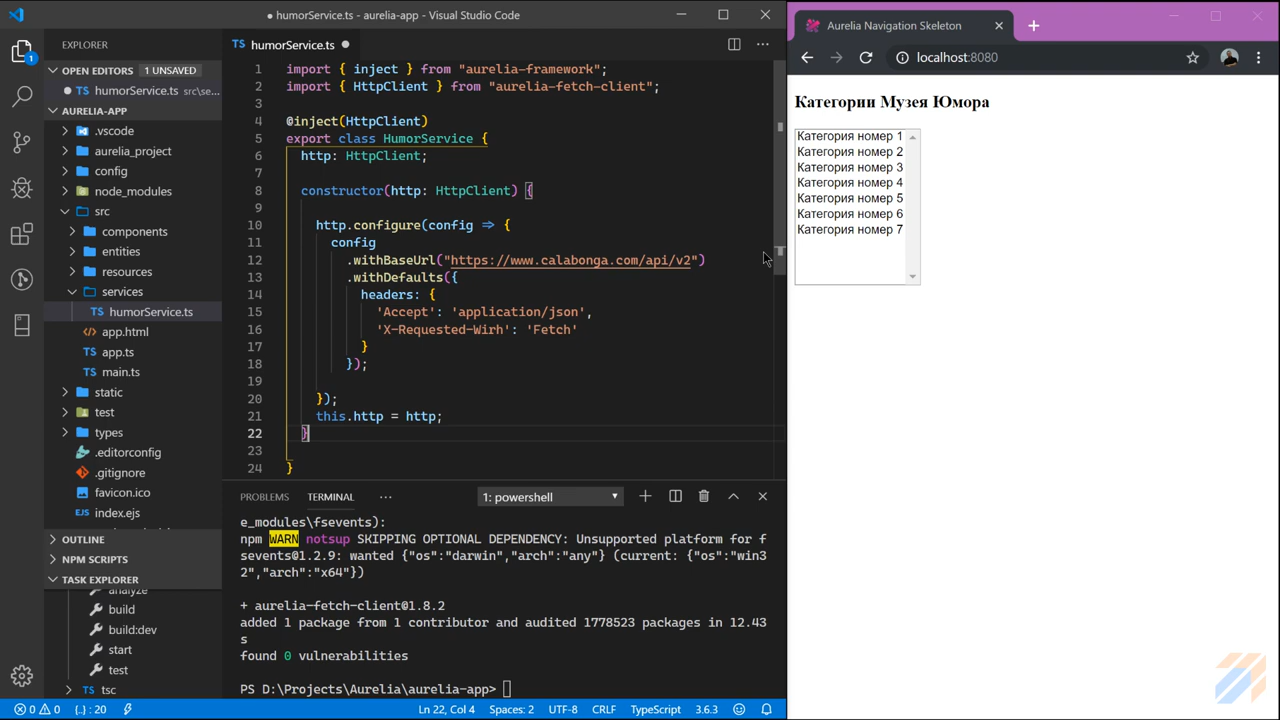 ● humorService.ts - aurelia-app - Visual Studio Code
EXPLORER
OPEN EDITORS 1 UNSAVED
● TS humorService.ts src\se...
AURELIA-APP
.vscode
aurelia_project
config
node_modules
src
components
entities
resources
services
TS humorService.ts
<> app.html
TS app.ts
TS main.ts
static
test
types
.editorconfig
.gitignore
favicon.ico
EJS index.ejs
OUTLINE
NPM SCRIPTS
TASK EXPLORER
analyze
build
build:dev
start
test
tsc
1
TS humorService.ts ●
1 import { inject } from "aurelia-framework";
2 import { HttpClient } from "aurelia-fetch-client";
3
4 @inject(HttpClient)
5 export class HumorService {
6 http: HttpClient;
7
8 constructor(http: HttpClient) {
9
10 http.configure(config => {
11 config
12 .withBaseUrl("https://www.calabonga.com/api/v2")
13 .withDefaults({
14 headers: {
15 'Accept': 'application/json',
16 'X-Requested-Wirh': 'Fetch'
17 }
18 });
19
20 });
21 this.http = http;
22 }
23
24 }
PROBLEMS TERMINAL ... 1: powershell
e_modules\fsevents):
npm WARN notsup SKIPPING OPTIONAL DEPENDENCY: Unsupported platform for f
sevents@1.2.9: wanted {"os":"darwin","arch":"any"} (current: {"os":"win3
2","arch":"x64"})
+ aurelia-fetch-client@1.8.2
added 1 package from 1 contributor and audited 1778523 packages in 12.43
s
found 0 vulnerabilities
PS D:\Projects\Aurelia\aurelia-app>
0 0 {..} : 20 Ln 22, Col 4 Spaces: 2 UTF-8 CRLF TypeScript 3.6.3
Aurelia Navigation Skeleton
localhost:8080
Категории Музея Юмора
Категория номер 1
Категория номер 2
Категория номер 3
Категория номер 4
Категория номер 5
Категория номер 6
Категория номер 7